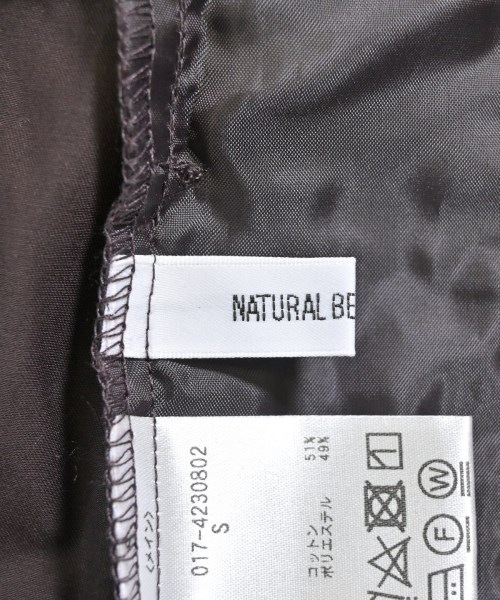 NATURAL BE
<メイン>
017-4230802
S
コットン 51%
ポリエステル 49%
W
F